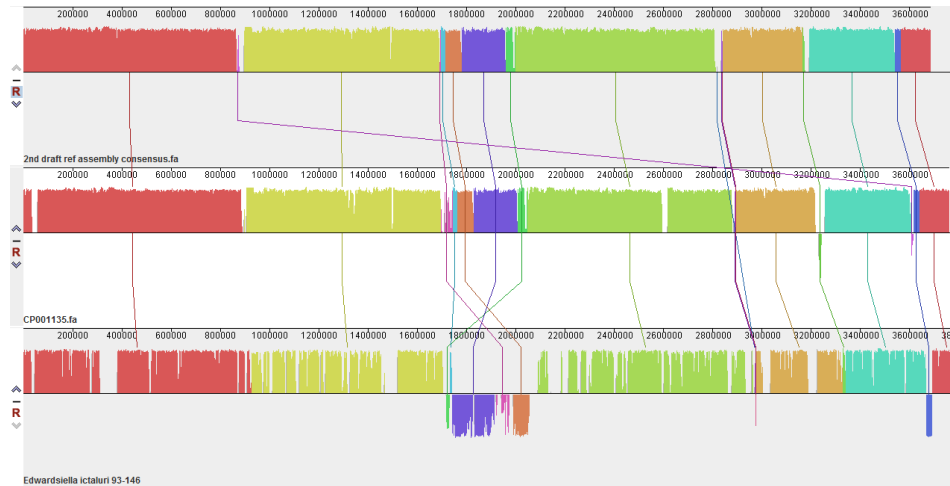 200000 400000 600000 800000 1000000 1200000 1400000 1600000 1800000 2000000 2200000 2400000 2600000 2800000 3000000 3200000 3400000 3600000
R
2nd draft ref assembly consensus.fa
200000 400000 600000 800000 1000000 1200000 1400000 1600000 1800000 2000000 2200000 2400000 2600000 2800000 3000000 3200000 3400000 3600000
R
CP001135.fa
200000 400000 600000 800000 1000000 1200000 1400000 1600000 1800000 2000000 2200000 2400000 2600000 2800000 3000000 3200000 3400000 3600000 38
R
Edwardsiella ictaluri 93-146